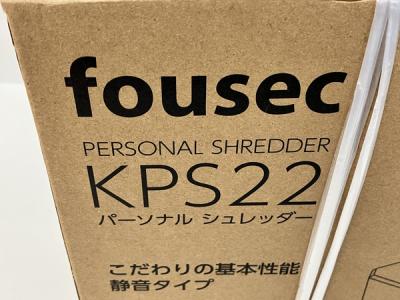 fousec
PERSONAL SHREDDER
KPS22
パーソナル シュレッダー
こだわりの基本性能
静音タイプ